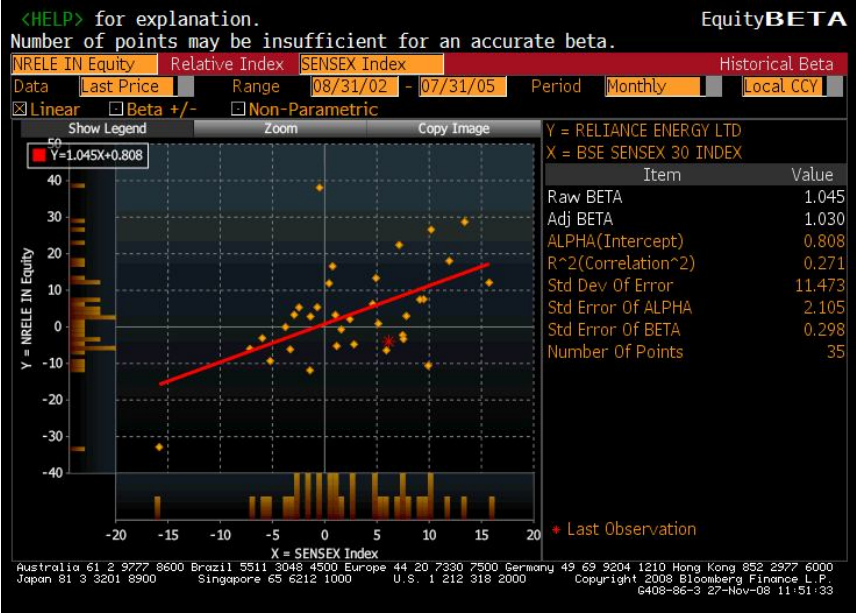 <HELP> for explanation. EquityBETA
Number of points may be insufficient for an accurate beta.
NRELE IN Equity Relative Index SENSEX Index Historical Beta
Data Last Price Range 08/31/02 - 07/31/05 Period Monthly Local CCY
Linear Beta +/- Non-Parametric
Show Legend Zoom Copy Image
Y = RELIANCE ENERGY LTD
X = BSE SENSEX 30 INDEX
Item Value
Raw BETA 1.045
Adj BETA 1.030
ALPHA(Intercept) 0.808
R^2(Correlation^2) 0.271
Std Dev Of Error 11.473
Std Error Of ALPHA 2.105
Std Error Of BETA 0.298
Number Of Points 35
* Last Observation
Y=1.045X+0.808
Y = NRELE IN Equity
50
40
30
20
10
0
-10
-20
-30
-40
-20 -15 -10 -5 0 5 10 15 20
X = SENSEX Index
Australia 61 2 9777 8600 Brazil 5511 3048 4500 Europe 44 20 7330 7500 Germany 49 69 9204 1210 Hong Kong 852 2977 6000
Japan 81 3 3201 8900 Singapore 65 6212 1000 U.S. 1 212 318 2000 Copyright 2008 Bloomberg Finance L.P.
G408-86-3 27-Nov-08 11:51:33